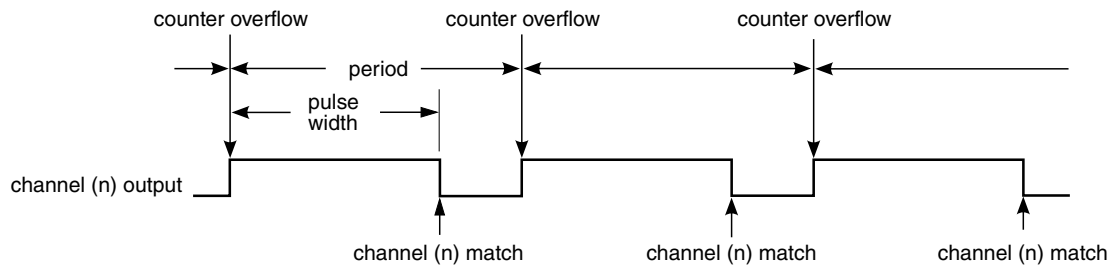 counter overflow
counter overflow
counter overflow
period
pulse
width
channel (n) output
channel (n) match
channel (n) match
channel (n) match